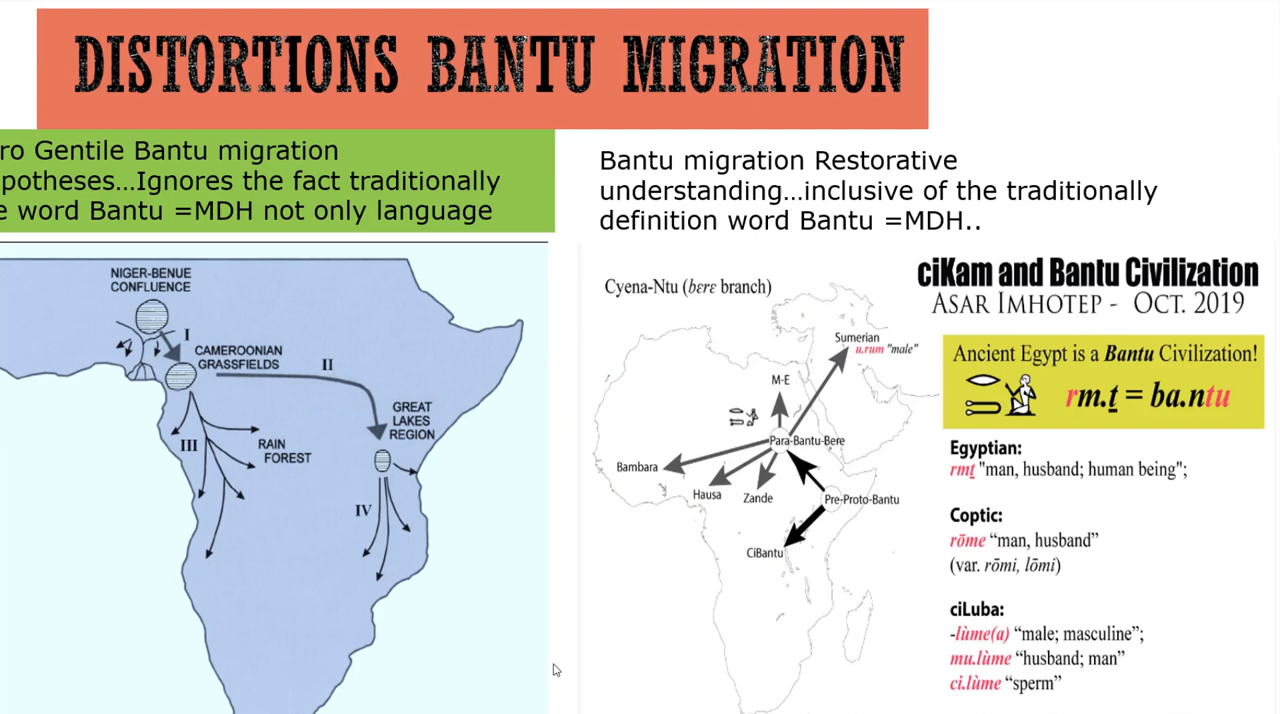 DISTORTIONS BANTU MIGRATION
ro Gentile Bantu migration
potheses...Ignores the fact traditionally
e word Bantu =MDH not only language
NIGER-BENUE
CONFLUENCE
I
CAMEROONIAN
GRASSFIELDS
II
GREAT
LAKES
REGION
III
RAIN
FOREST
IV
Bantu migration Restorative
understanding...inclusive of the traditionally
definition word Bantu =MDH..
Cyena-Ntu (bɛrɛ branch)
Sumerian
u.rum "male"
M-E
Para-Bantu-Bere
Bambara
Hausa
Zande
Pre-Proto-Bantu
CiBantu
ciKam and Bantu Civilization
ASAR IMHOTEP - OCT. 2019
Ancient Egypt is a Bantu Civilization!
rm.ṯ = ba.ntu
Egyptian:
rmṯ "man, husband; human being";
Coptic:
rōme “man, husband”
(var. rōmi, lōmi)
ciLuba:
-lùme(a) “male; masculine”;
mu.lùme “husband; man”
ci.lùme “sperm”